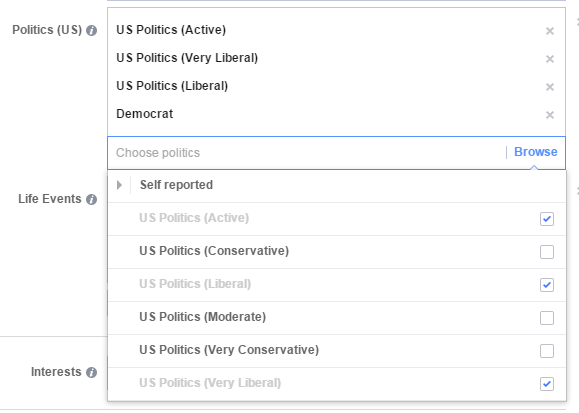 Politics (US)
US Politics (Active)
US Politics (Very Liberal)
US Politics (Liberal)
Democrat
Choose politics Browse
Self reported
Life Events
US Politics (Active)
US Politics (Conservative)
US Politics (Liberal)
US Politics (Moderate)
US Politics (Very Conservative)
Interests
US Politics (Very Liberal)